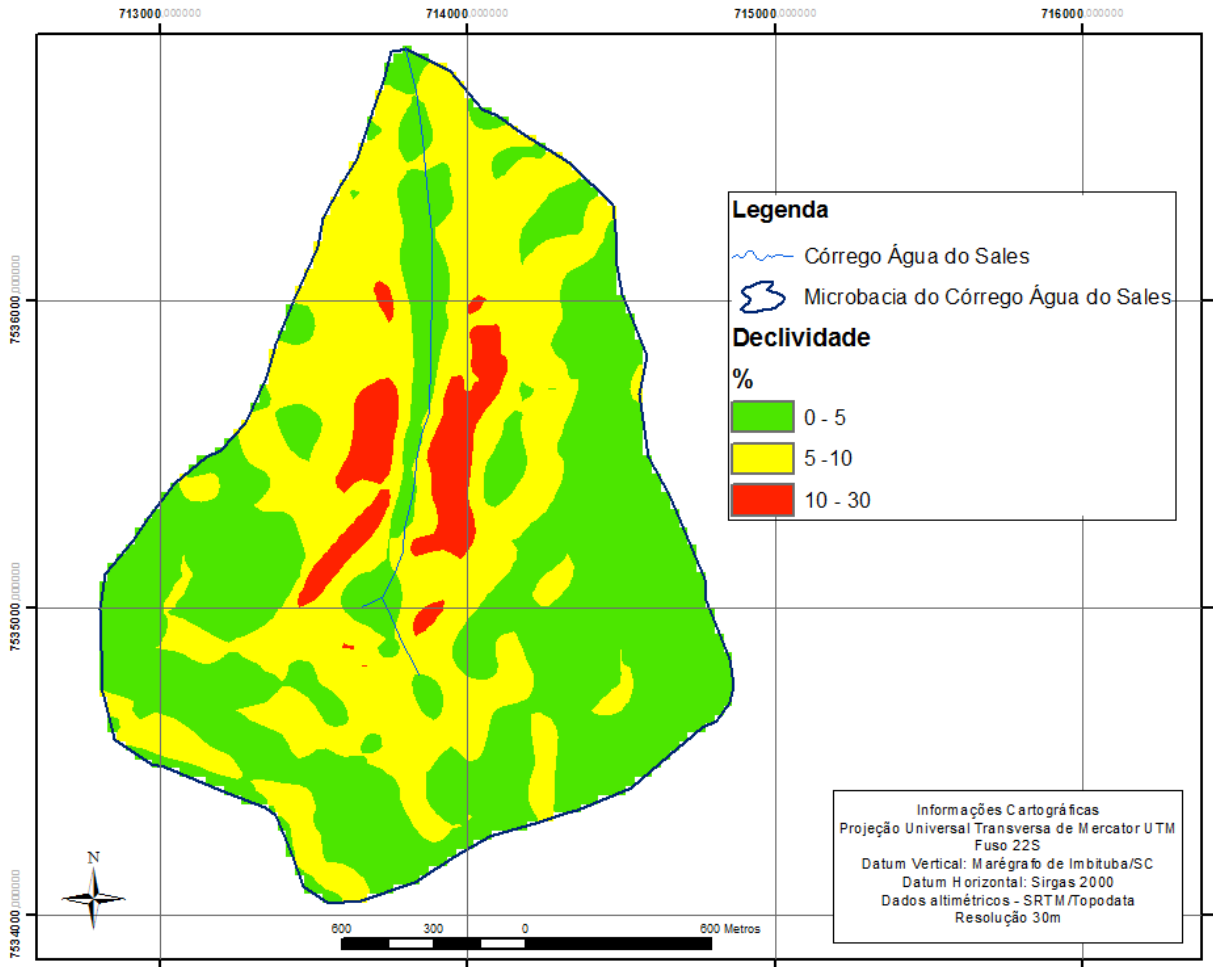 713000,000000 714000,000000 715000,000000 716000,000000
7536000,000000
7535000,000000
7534000,000000
Legenda
Córrego Água do Sales
Microbacia do Córrego Água do Sales
Declividade
%
0 - 5
5 -10
10 - 30
Informações Cartográficas
Projeção Universal Transversa de Mercator UTM
Fuso 22S
Datum Vertical: Marégrafo de Imbituba/SC
Datum Horizontal: Sirgas 2000
Dados altimétricos - SRTM/Topodata
Resolução 30m
N
600 300 0 600 Metros